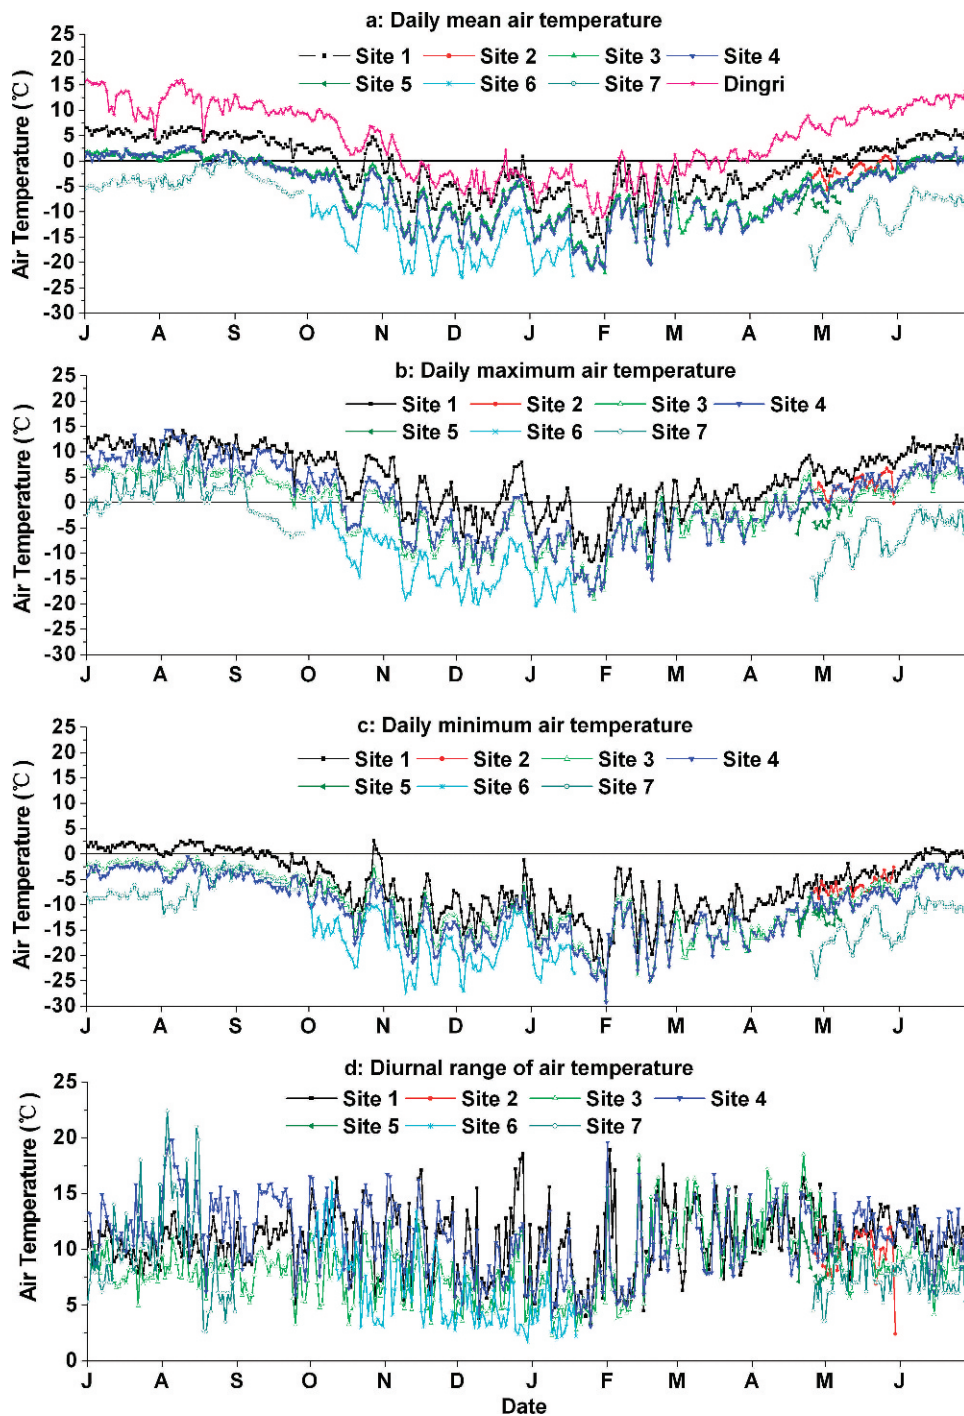 a: Daily mean air temperature
Site 1 Site 2 Site 3 Site 4
Site 5 Site 6 Site 7 Dingri
Air Temperature (℃)
25
20
15
10
5
0
-5
-10
-15
-20
-25
-30
J A S O N D J F M A M J
b: Daily maximum air temperature
Site 1 Site 2 Site 3 Site 4
Site 5 Site 6 Site 7
Air Temperature (℃)
25
20
15
10
5
0
-5
-10
-15
-20
-25
-30
J A S O N D J F M A M J
c: Daily minimum air temperature
Site 1 Site 2 Site 3 Site 4
Site 5 Site 6 Site 7
Air Temperature (℃)
25
20
15
10
5
0
-5
-10
-15
-20
-25
-30
J A S O N D J F M A M J
d: Diurnal range of air temperature
Site 1 Site 2 Site 3 Site 4
Site 5 Site 6 Site 7
Air Temperature (℃)
25
20
15
10
5
0
J A S O N D J F M A M J
Date